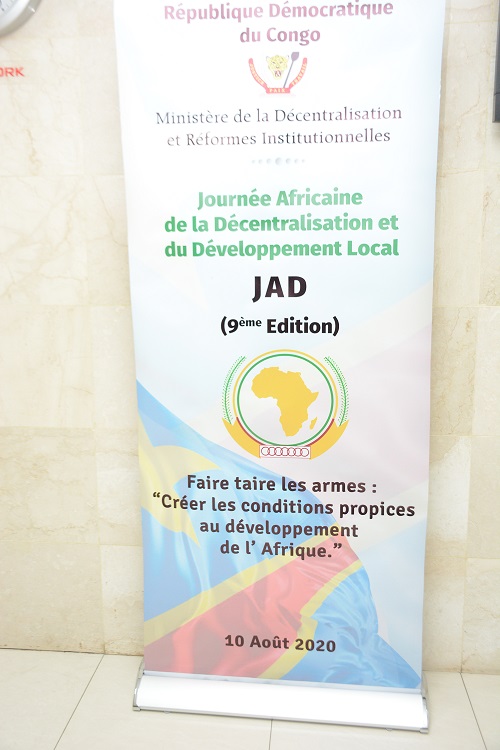 République Démocratique
du Congo
Ministère de la Décentralisation
et Réformes Institutionnelles
Journée Africaine
de la Décentralisation et
du Développement Local
JAD
(9ème Edition)
Faire taire les armes :
“Créer les conditions propices
au développement
de l’ Afrique.”
10 Août 2020